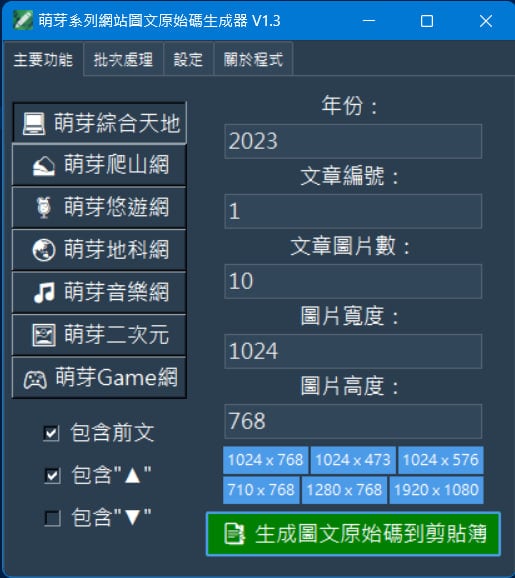 萌芽系列網站圖文原始碼生成器 V1.3
主要功能 批次處理 設定 關於程式
萌芽綜合天地
萌芽爬山網
萌芽悠遊網
萌芽地科網
萌芽音樂網
萌芽二次元
萌芽Game網
包含前文
包含"▲"
包含"▼"
年份：
2023
文章編號：
1
文章圖片數：
10
圖片寬度：
1024
圖片高度：
768
1024 x 768 1024 x 473 1024 x 576
710 x 768 1280 x 768 1920 x 1080
生成圖文原始碼到剪貼簿